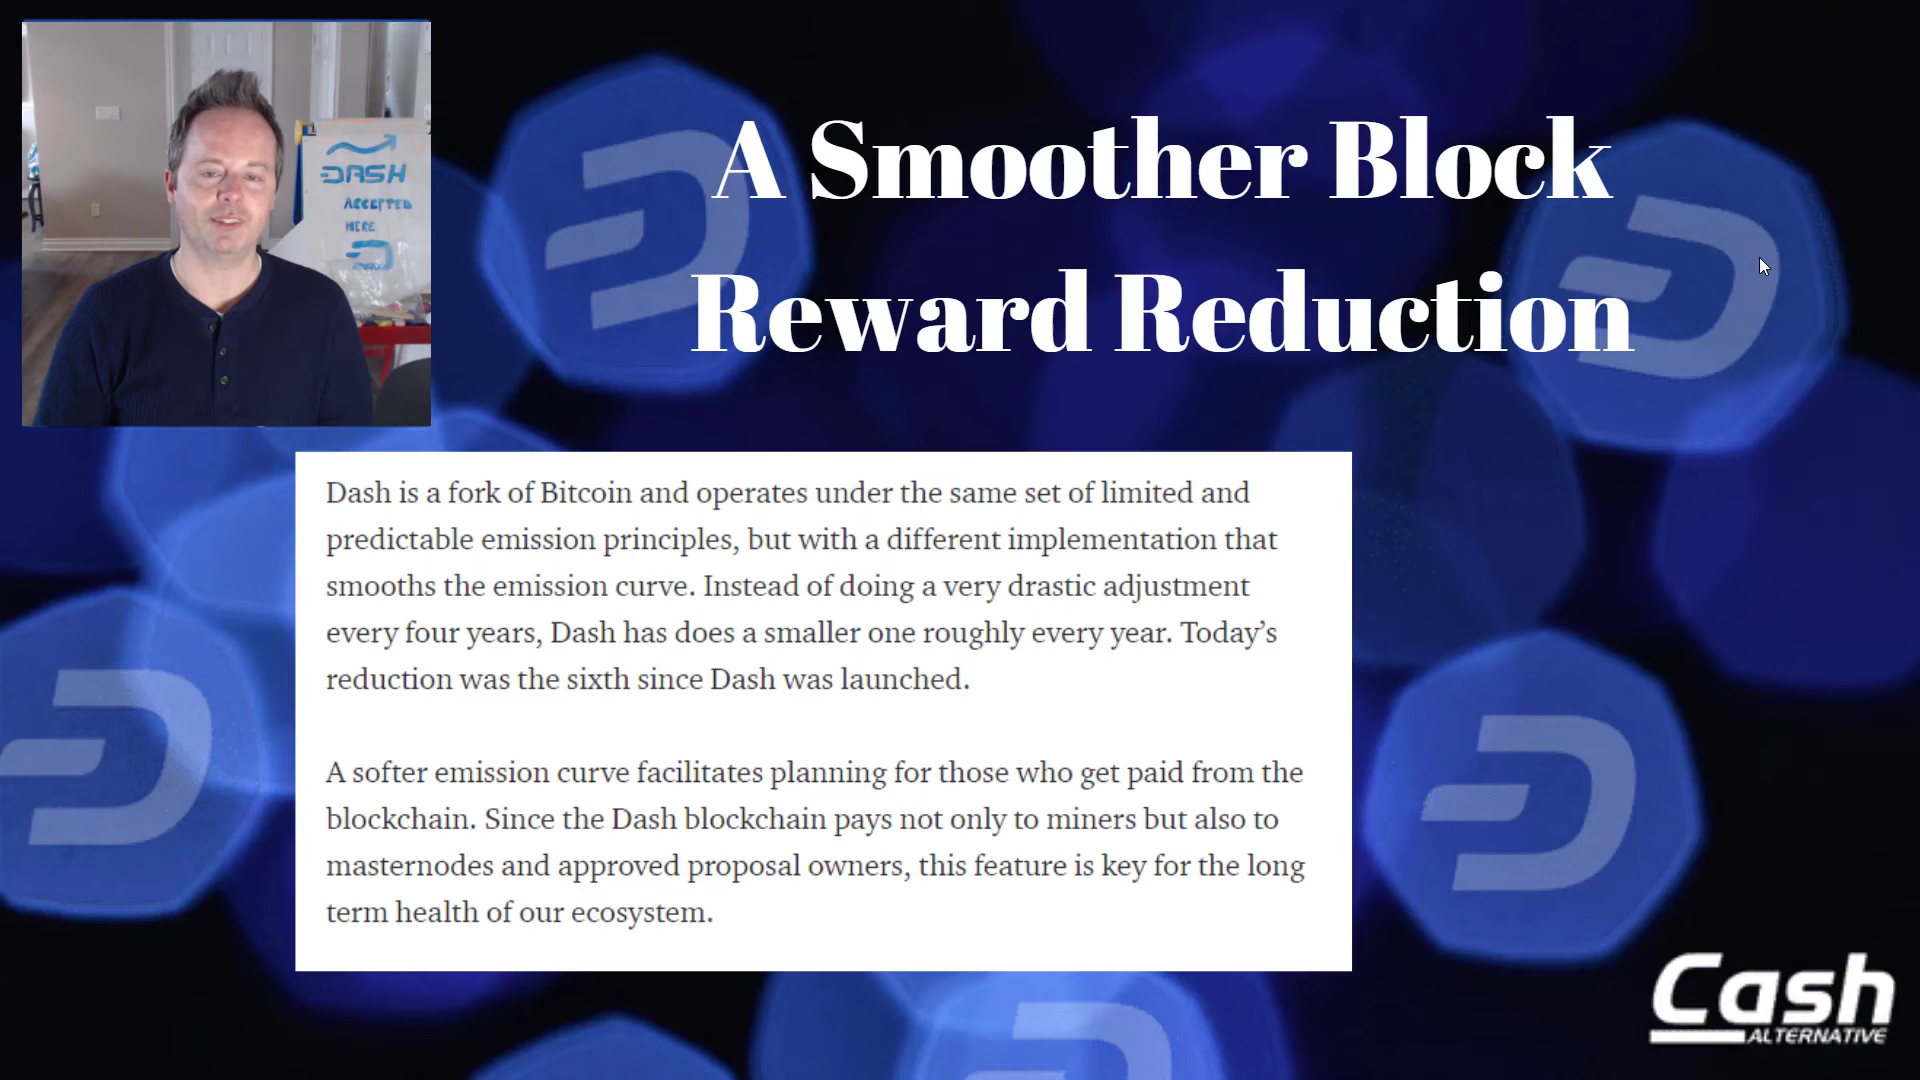 DASH
ACCEPTED
HERE
A Smoother Block
Reward Reduction
Dash is a fork of Bitcoin and operates under the same set of limited and
predictable emission principles, but with a different implementation that
smooths the emission curve. Instead of doing a very drastic adjustment
every four years, Dash has does a smaller one roughly every year. Today’s
reduction was the sixth since Dash was launched.
A softer emission curve facilitates planning for those who get paid from the
blockchain. Since the Dash blockchain pays not only to miners but also to
masternodes and approved proposal owners, this feature is key for the long
term health of our ecosystem.
Cash
ALTERNATIVE